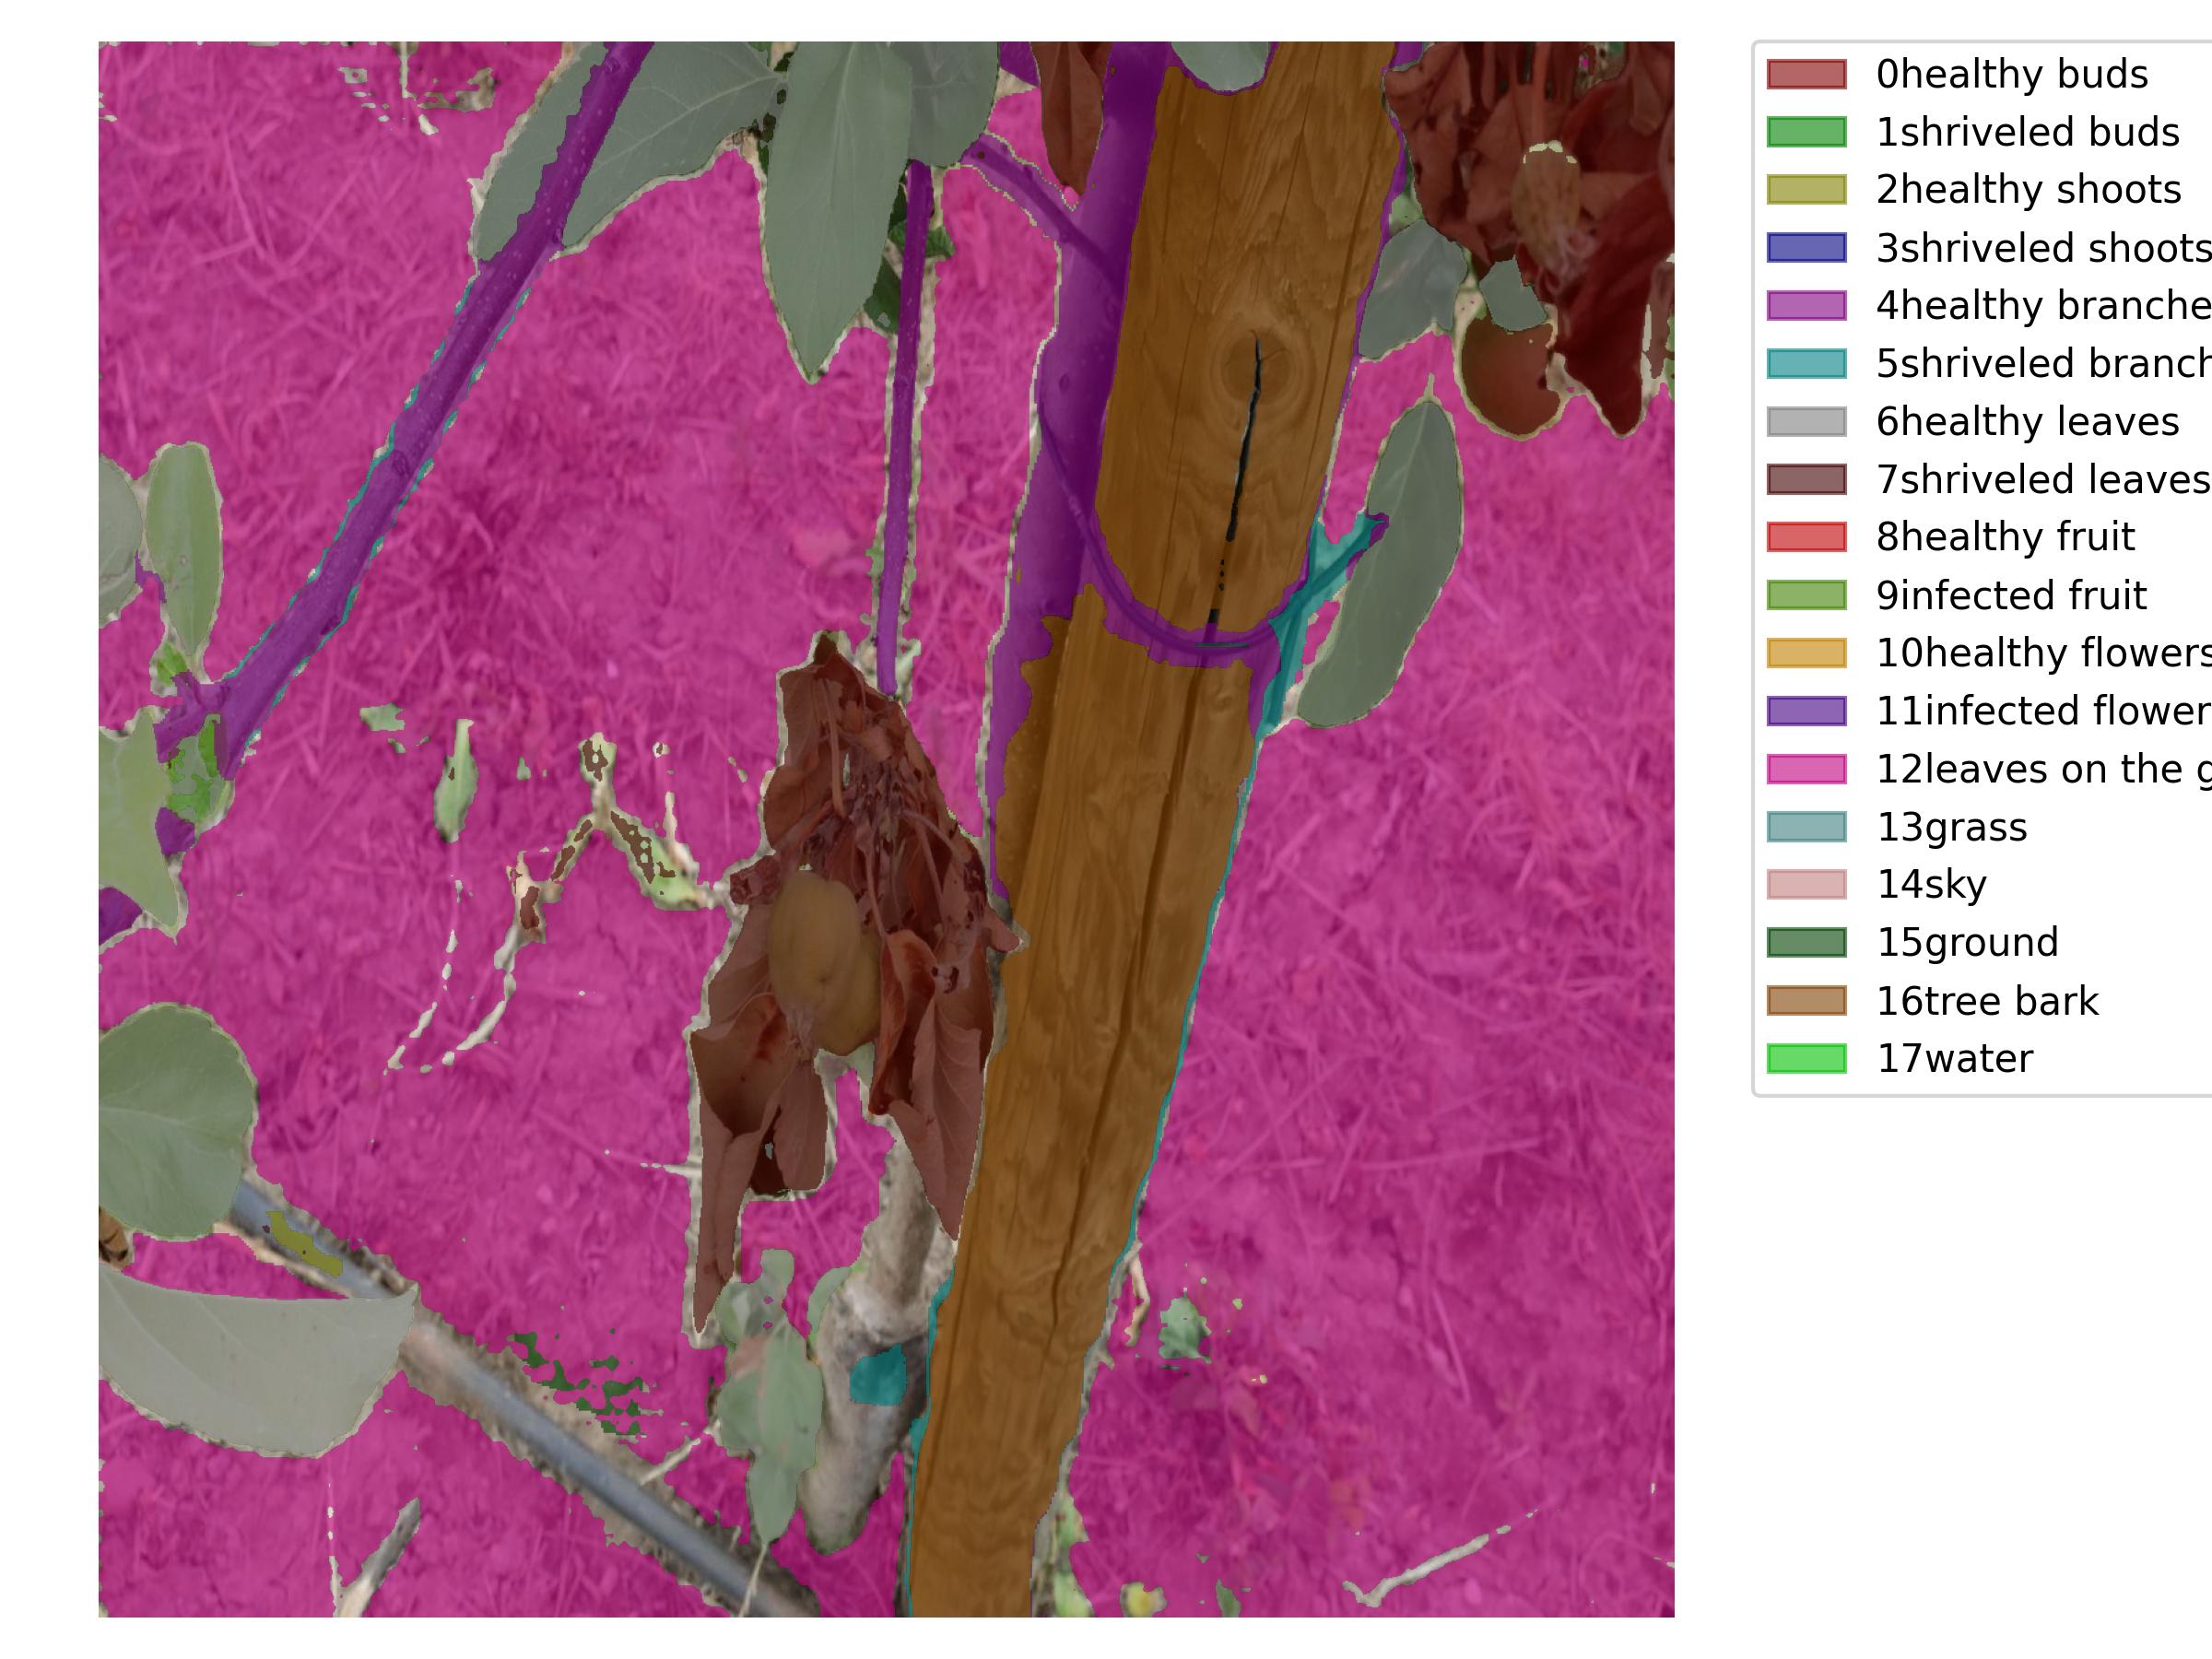 0healthy buds
1shriveled buds
2healthy shoots
3shriveled shoots
4healthy branche
5shriveled branch
6healthy leaves
7shriveled leaves
8healthy fruit
9infected fruit
10healthy flowers
11infected flower
12leaves on the g
13grass
14sky
15ground
16tree bark
17water